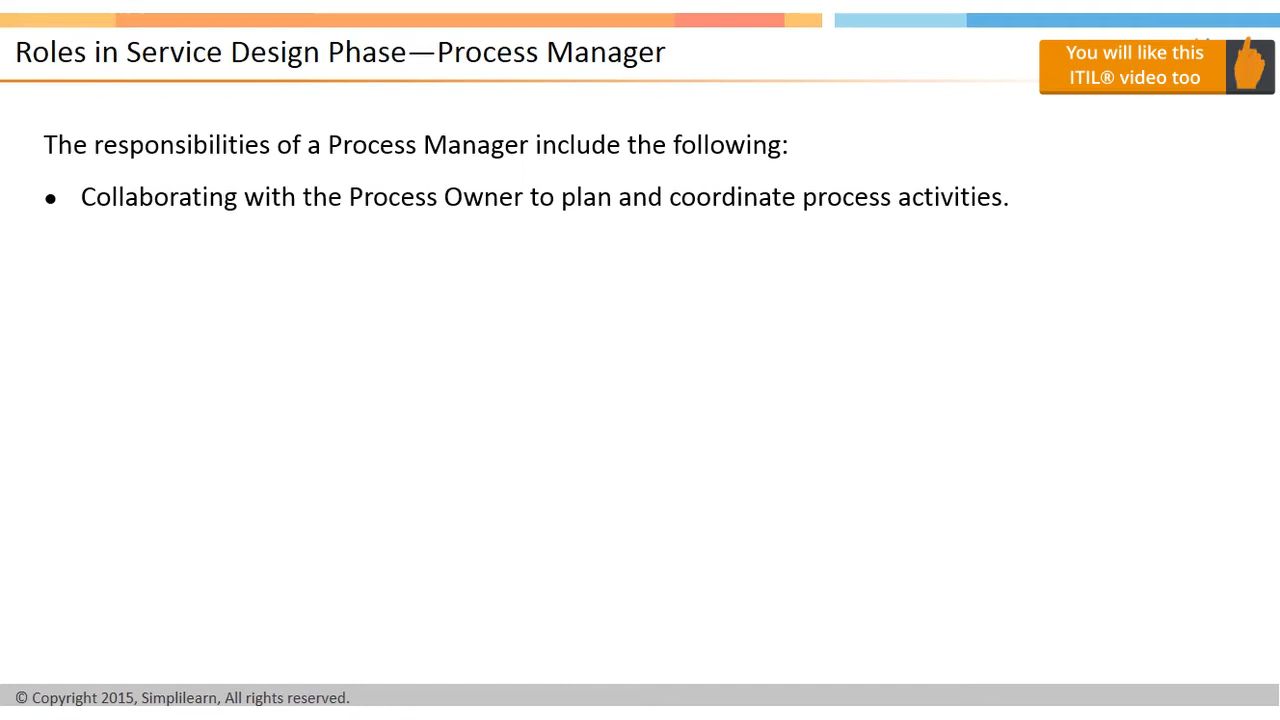 Roles in Service Design Phase—Process Manager
You will like this
ITIL® video too
The responsibilities of a Process Manager include the following:
● Collaborating with the Process Owner to plan and coordinate process activities.
© Copyright 2015, Simplilearn, All rights reserved.